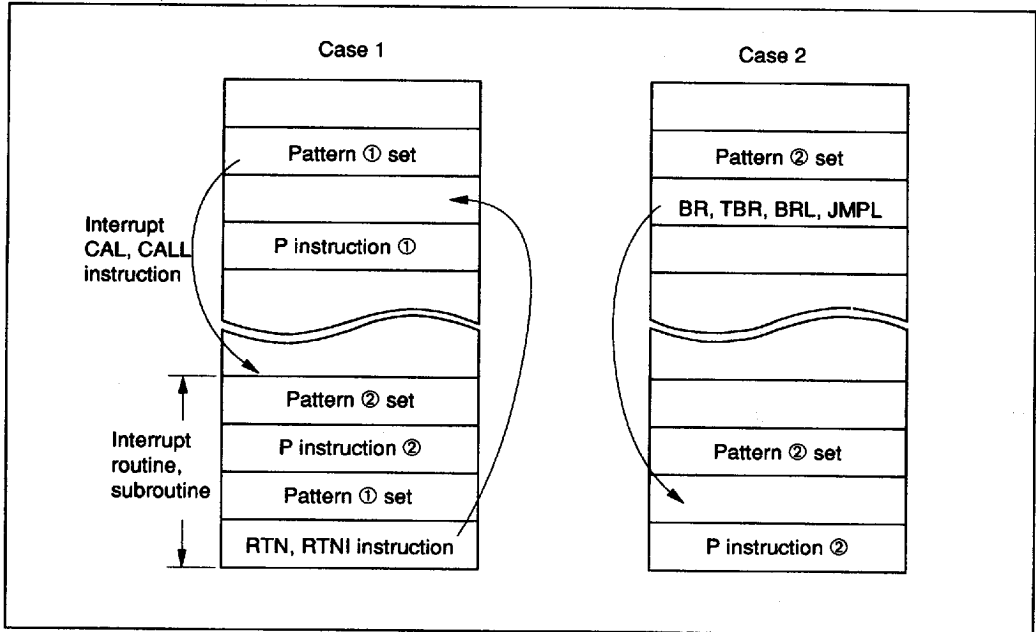 Case 1
Pattern ① set
Interrupt
CAL, CALL
instruction
P instruction ①
Pattern ② set
Interrupt
routine,
subroutine
P instruction ②
Pattern ① set
RTN, RTNI instruction
Case 2
Pattern ② set
BR, TBR, BRL, JMPL
Pattern ② set
P instruction ②